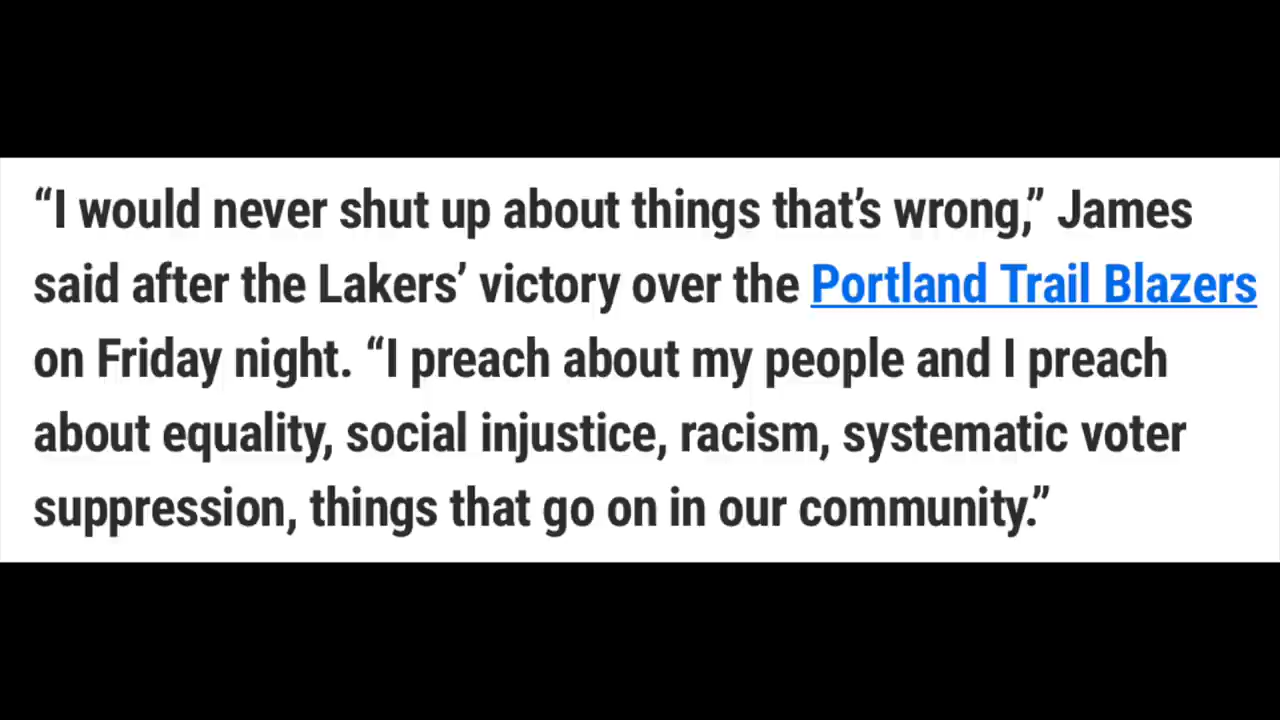 “I would never shut up about things that’s wrong,” James
said after the Lakers’ victory over the Portland Trail Blazers
on Friday night. “I preach about my people and I preach
about equality, social injustice, racism, systematic voter
suppression, things that go on in our community.”